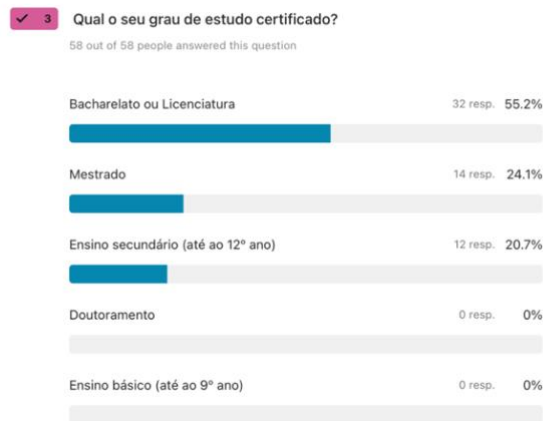 3 Qual o seu grau de estudo certificado?
58 out of 58 people answered this question
Bacharelato ou Licenciatura 32 resp. 55.2%
Mestrado 14 resp. 24.1%
Ensino secundário (até ao 12º ano) 12 resp. 20.7%
Doutoramento 0 resp. 0%
Ensino básico (até ao 9º ano) 0 resp. 0%